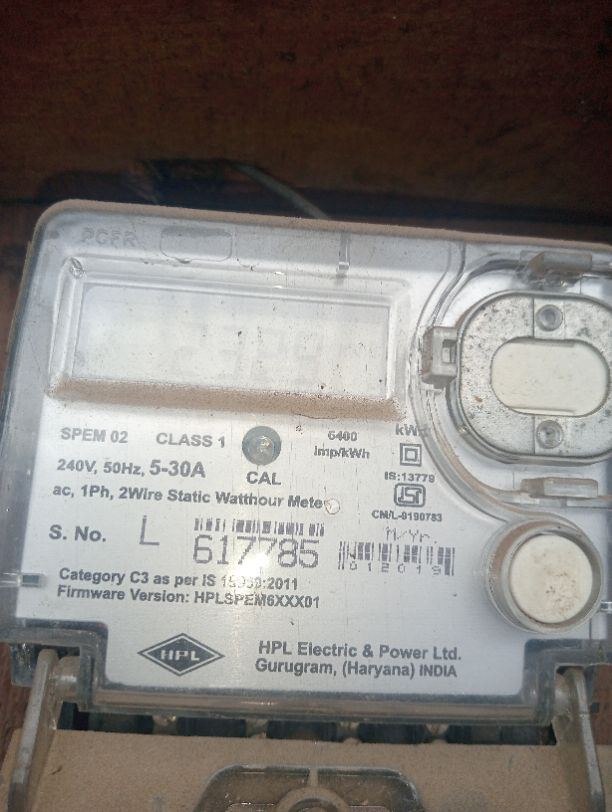 SPEM 02 CLASS 1 6400 kWh
Imp/kWh
240V, 50Hz, 5-30A CAL IS:13779
ac, 1Ph, 2Wire Static Watthour Meter
CM/L-0190783
S. No. L 617785 M/Yr.
012019
Category C3 as per IS :2011
Firmware Version: HPLSPEM6XXX01
HPL HPL Electric & Power Ltd.
Gurugram, (Haryana) INDIA